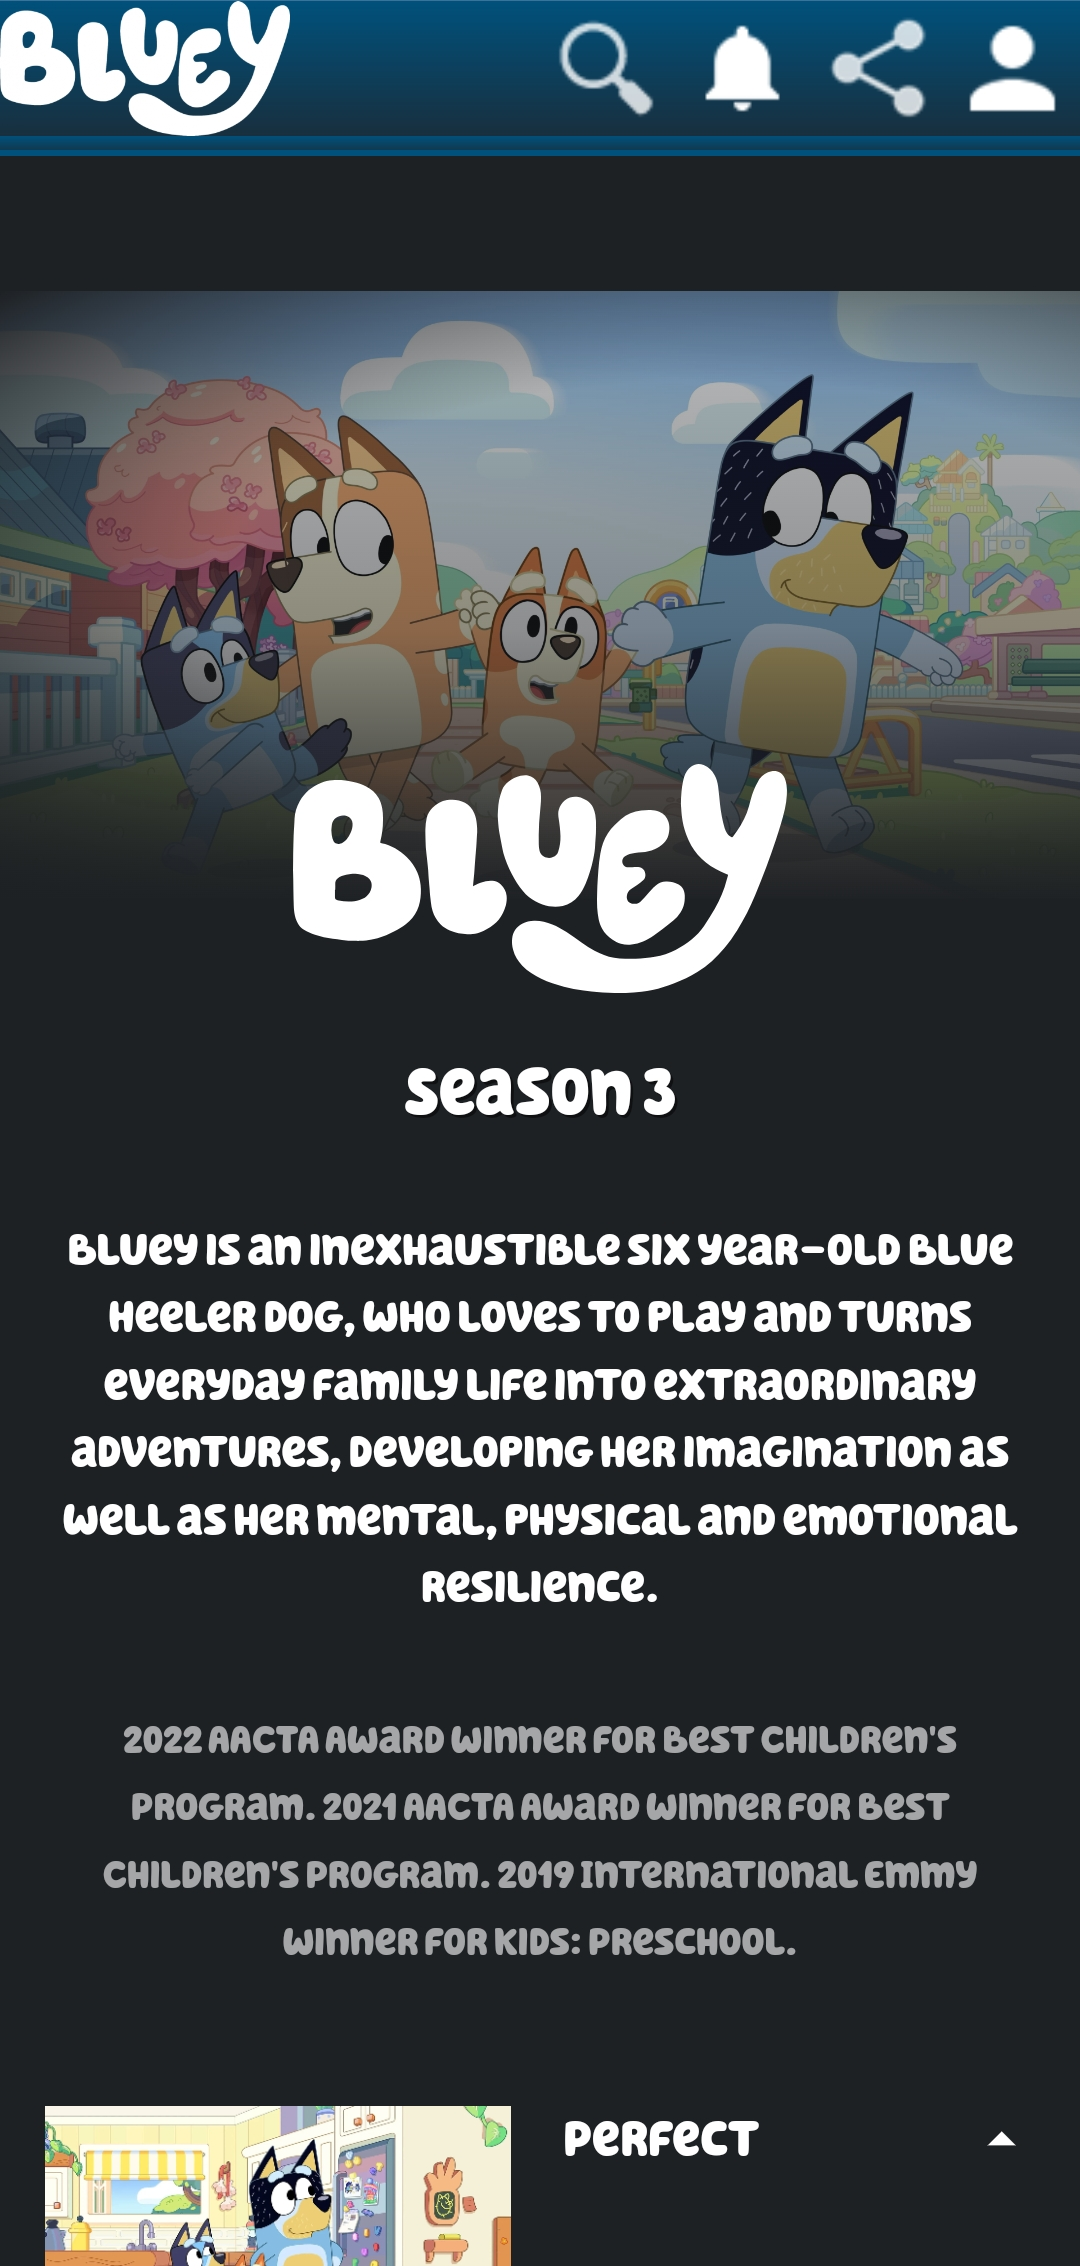 BLUEY
BLUEY
season 3
Bluey is an inexhaustible six year-old Blue
Heeler dog, who loves to play and turns
everyday family life into extraordinary
adventures, developing her imagination as
well as her mental, physical and emotional
resilience.
2022 AACTA Award winner for Best Children's
Program. 2021 AACTA Award winner for Best
Children's Program. 2019 International Emmy
winner for Kids: Preschool.
Perfect